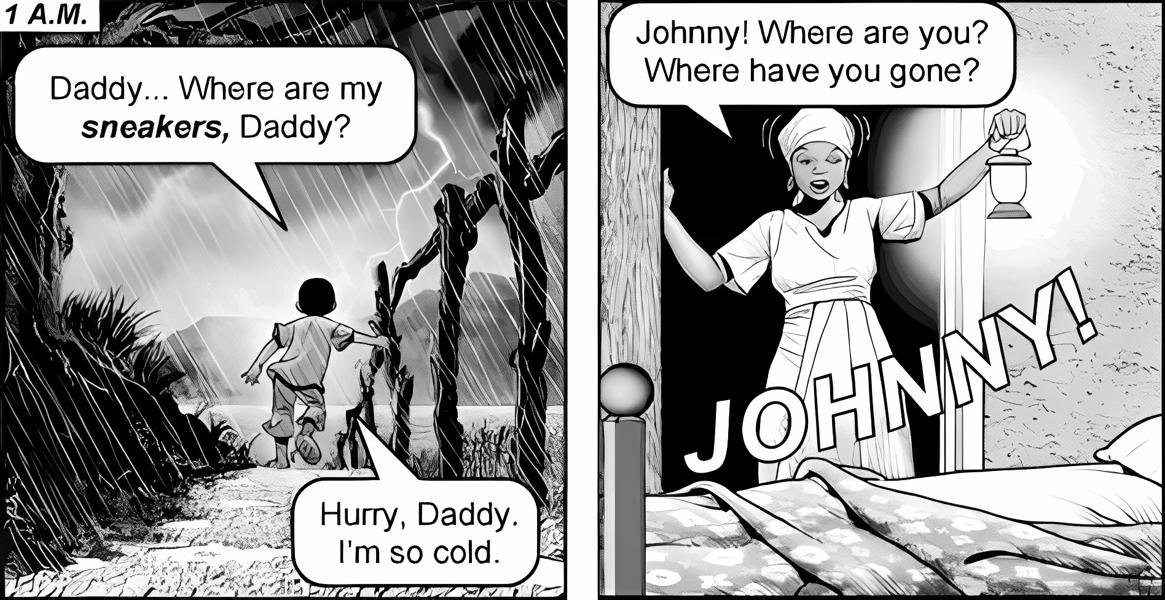 1 A.M.
Daddy... Where are my
sneakers, Daddy?
Hurry, Daddy.
I'm so cold.
Johnny! Where are you?
Where have you gone?
JOHNNY!